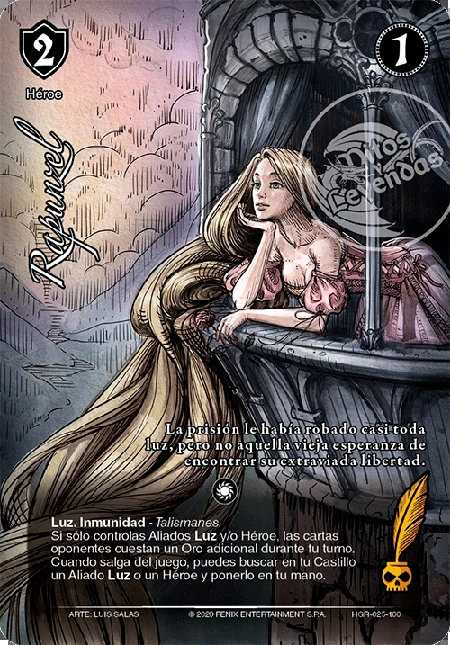 2
1
Héroe
Rapunzel
Mitos
y
Leyendas
La prisión le había robado casi toda
luz, pero no aquella vieja esperanza de
encontrar su extraviada libertad.
Luz. Inmunidad - Talismanes.
Si sólo controlas Aliados Luz y/o Héroe, las cartas
oponentes cuestan un Oro adicional durante tu turno.
Cuando salga del juego, puedes buscar en tu Castillo
un Aliado Luz o un Héroe y ponerlo en tu mano.
ARTE: LUIS SALAS © 2020 FENIX ENTERTAINMENT S.P.A. HGR-025-100